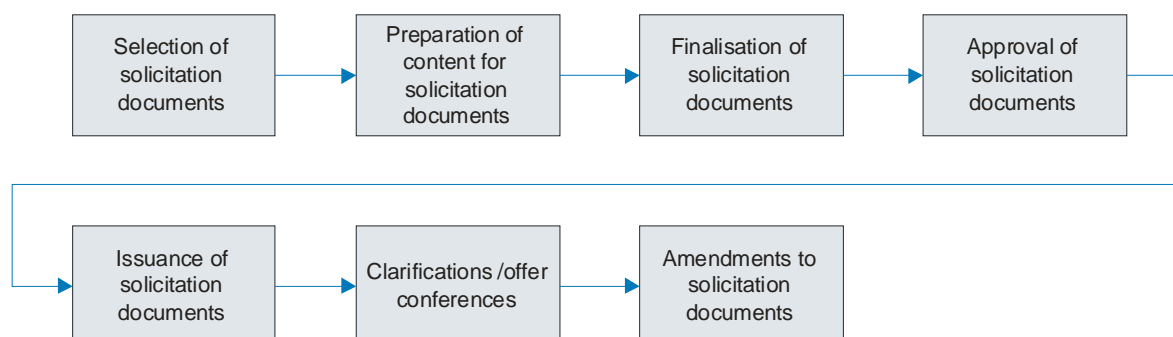 Selection of
solicitation
documents
Preparation of
content for
solicitation
documents
Finalisation of
solicitation
documents
Approval of
solicitation
documents
Issuance of
solicitation
documents
Clarifications /offer
conferences
Amendments to
solicitation
documents